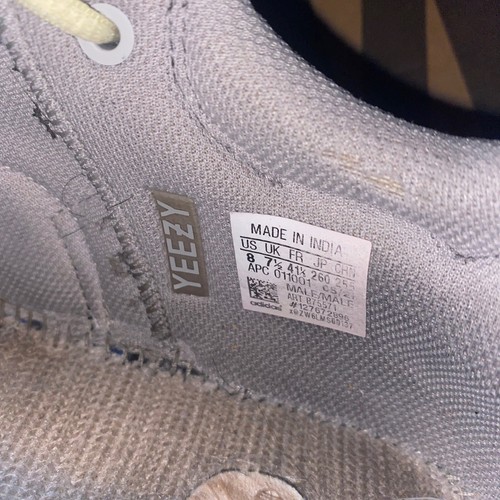 YEEZY
MADE IN INDIA
US UK FR JP CHN
8 7½ 41⅓ 260 255
APC 011001
MALE/MALE
ART
adidas